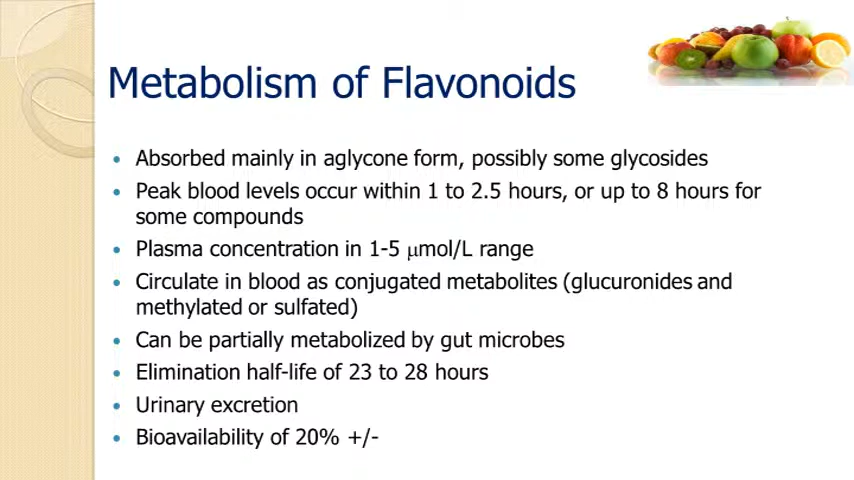 Metabolism of Flavonoids
• Absorbed mainly in aglycone form, possibly some glycosides
• Peak blood levels occur within 1 to 2.5 hours, or up to 8 hours for
some compounds
• Plasma concentration in 1-5 μmol/L range
• Circulate in blood as conjugated metabolites (glucuronides and
methylated or sulfated)
• Can be partially metabolized by gut microbes
• Elimination half-life of 23 to 28 hours
• Urinary excretion
• Bioavailability of 20% +/-